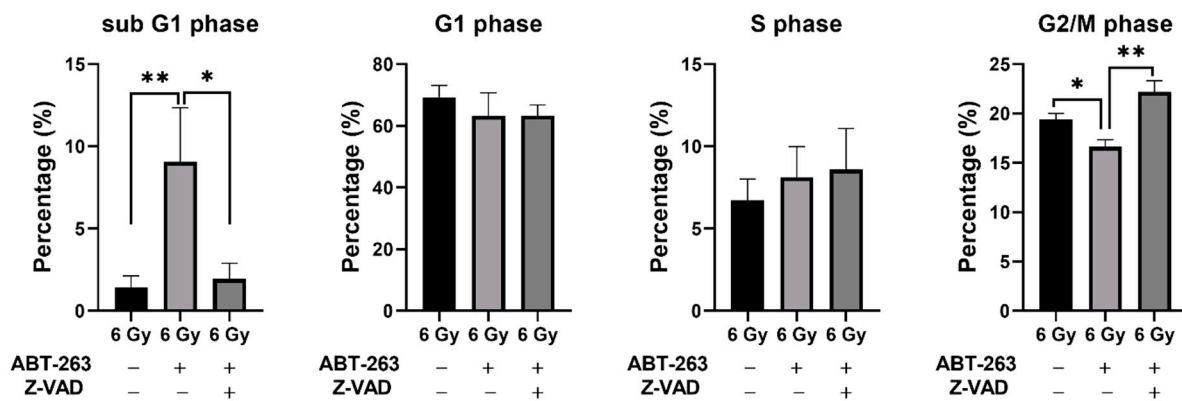 sub G1 phase G1 phase S phase G2/M phase
15 80 15 25
** * * **
20
60
10 10
15
40
10
5 5
20
5
0 0 0 0
Percentage (%) Percentage (%) Percentage (%) Percentage (%)
6 Gy 6 Gy 6 Gy 6 Gy 6 Gy 6 Gy 6 Gy 6 Gy 6 Gy 6 Gy 6 Gy 6 Gy
ABT-263 – + + ABT-263 – + + ABT-263 – + + ABT-263 – + +
Z-VAD – – + Z-VAD – – + Z-VAD – – + Z-VAD – – +